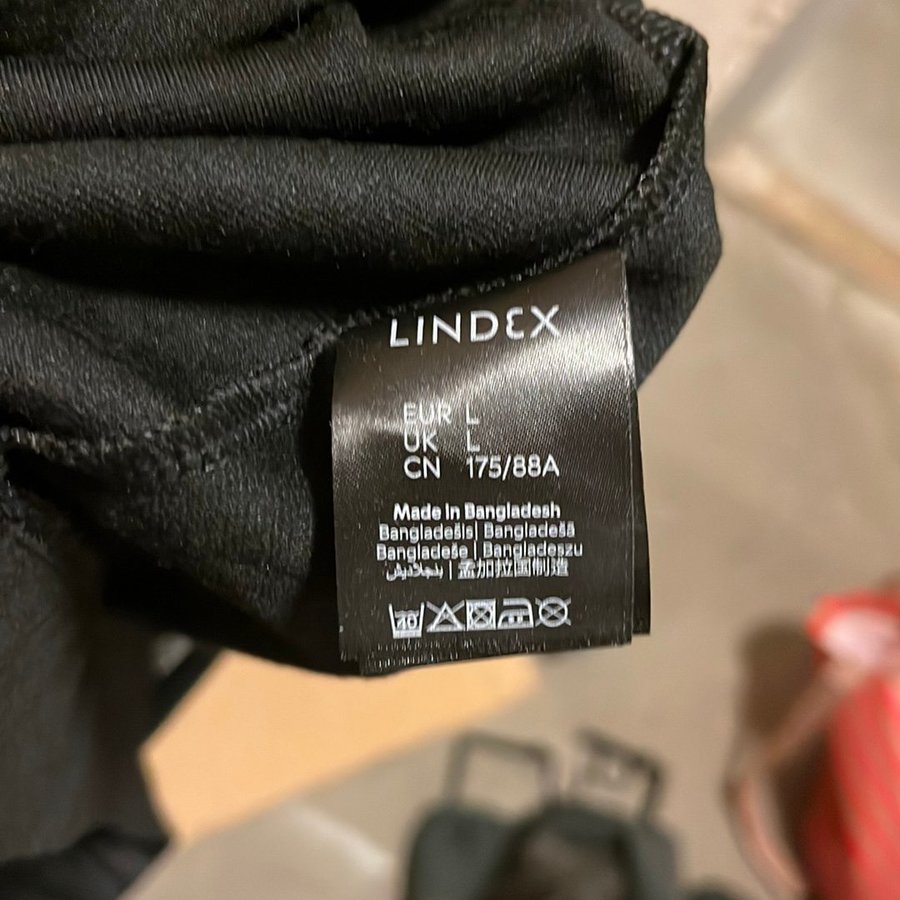 LINDEX
EUR L
UK L
CN 175/88A
Made in Bangladesh
Bangladešis| Bangladešā
Bangladeše | Bangladeszu
بنجلاديش | 孟加拉国制造
40